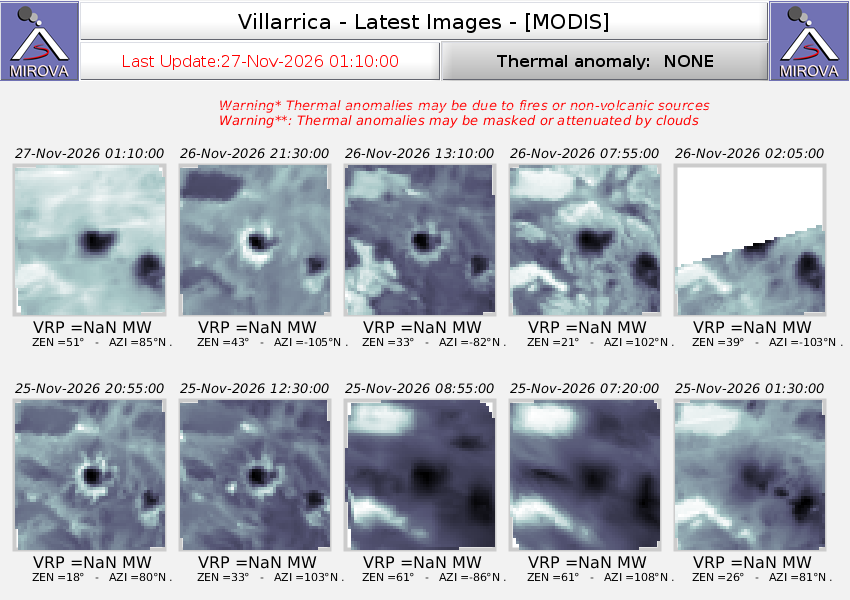 Villarrica - Latest Images - [MODIS]
MIROVA
MIROVA
Last Update:27-Nov-2026 01:10:00
Thermal anomaly: NONE
Warning* Thermal anomalies may be due to fires or non-volcanic sources
Warning**: Thermal anomalies may be masked or attenuated by clouds
27-Nov-2026 01:10:00 26-Nov-2026 21:30:00 26-Nov-2026 13:10:00 26-Nov-2026 07:55:00 26-Nov-2026 02:05:00
VRP =NaN MW VRP =NaN MW VRP =NaN MW VRP =NaN MW VRP =NaN MW
ZEN =51° - AZI =85°N . ZEN =43° - AZI =-105°N . ZEN =33° - AZI =-82°N . ZEN =21° - AZI =102°N . ZEN =39° - AZI =-103°N .
25-Nov-2026 20:55:00 25-Nov-2026 12:30:00 25-Nov-2026 08:55:00 25-Nov-2026 07:20:00 25-Nov-2026 01:30:00
VRP =NaN MW VRP =NaN MW VRP =NaN MW VRP =NaN MW VRP =NaN MW
ZEN =18° - AZI =80°N . ZEN =33° - AZI =103°N . ZEN =61° - AZI =-86°N . ZEN =61° - AZI =108°N . ZEN =26° - AZI =81°N .